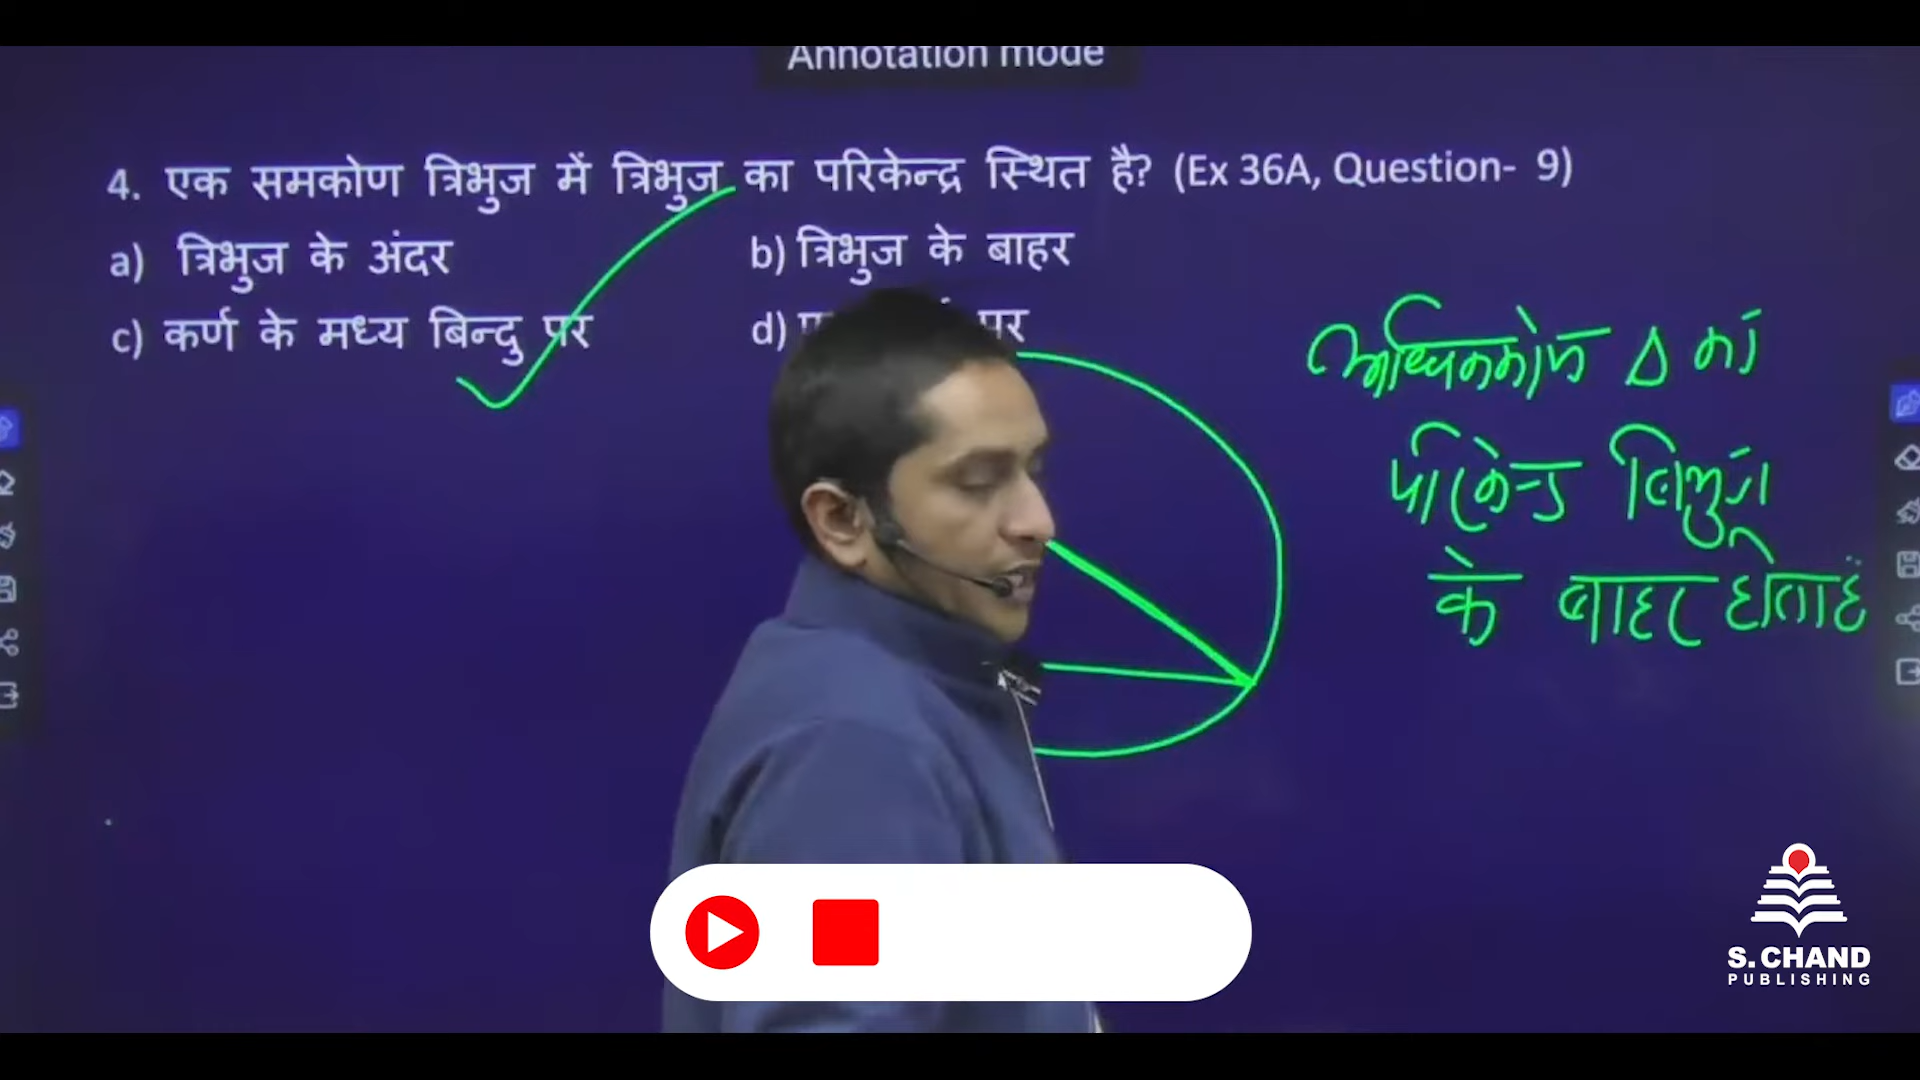 Annotation mode
4. एक समकोण त्रिभुज में त्रिभुज का परिकेन्द्र स्थित है? (Ex 36A, Question- 9)
a) त्रिभुज के अंदर
b) त्रिभुज के बाहर
c) कर्ण के मध्य बिन्दु पर
d) पर
अधिककोण Δ का
परिकेन्द्र त्रिभुज
के बाहर होता है
S. CHAND
PUBLISHING